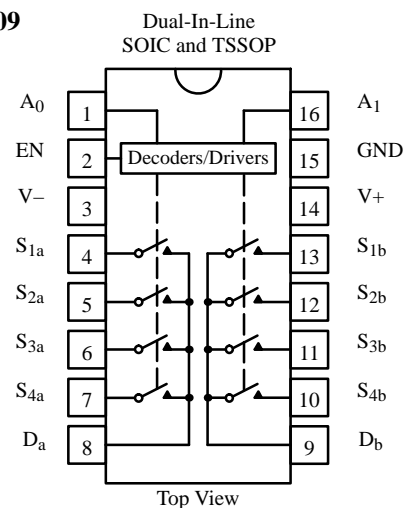 09
Dual-In-Line
SOIC and TSSOP
A0 1 16 A1
EN 2 Decoders/Drivers 15 GND
V– 3 14 V+
S1a 4 13 S1b
S2a 5 12 S2b
S3a 6 11 S3b
S4a 7 10 S4b
Da 8 9 Db
Top View